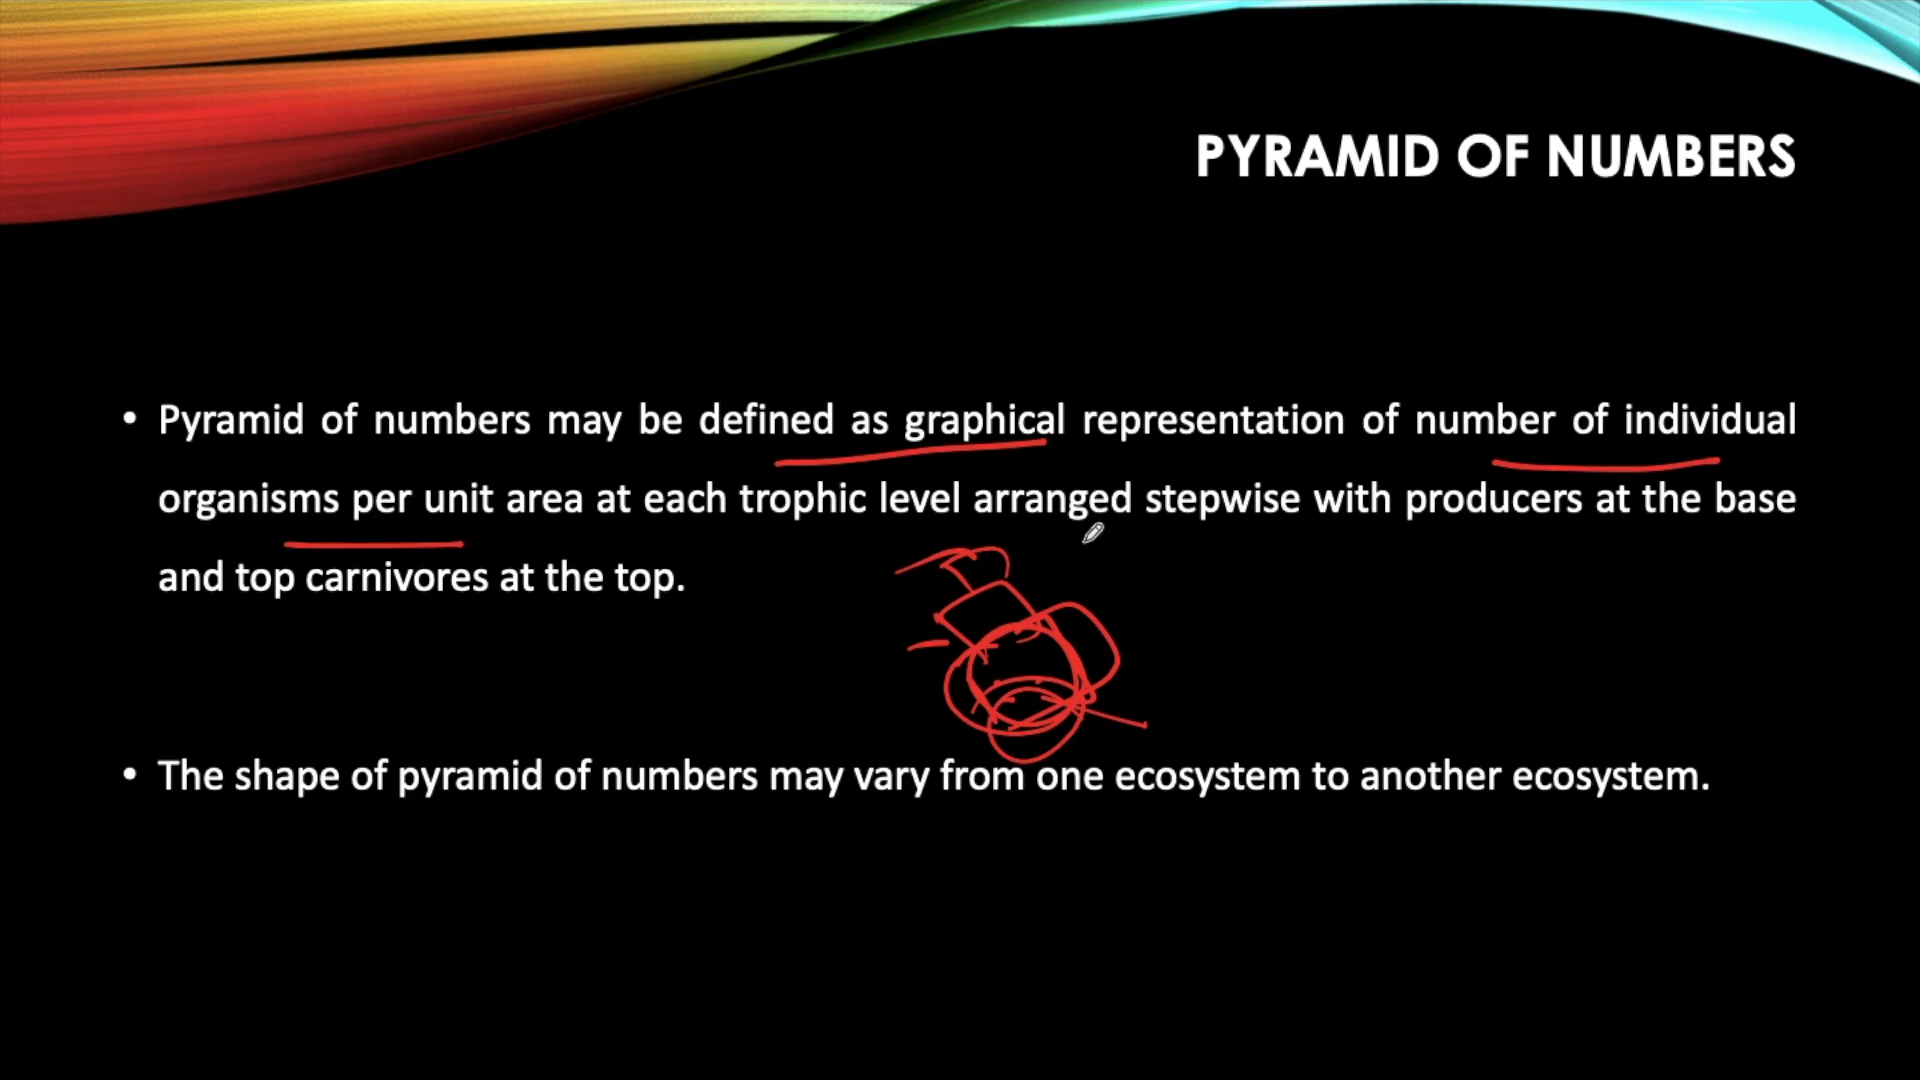 PYRAMID OF NUMBERS
• Pyramid of numbers may be defined as graphical representation of number of individual
organisms per unit area at each trophic level arranged stepwise with producers at the base
and top carnivores at the top.
• The shape of pyramid of numbers may vary from one ecosystem to another ecosystem.